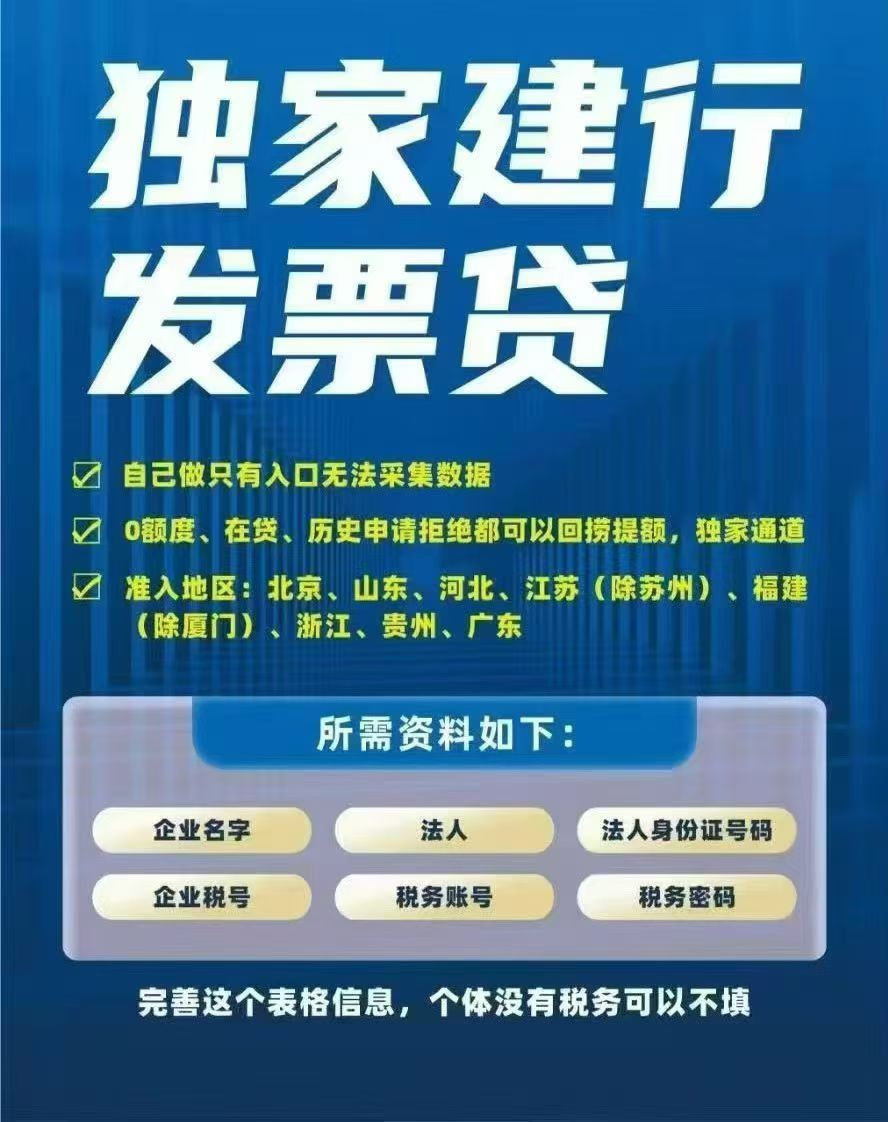 独家建行
发票贷
自己做只有入口无法采集数据
0额度、在贷、历史申请拒绝都可以回捞提额，独家通道
准入地区：北京、山东、河北、江苏（除苏州）、福建
（除厦门）、浙江、贵州、广东
所需资料如下：
企业名字 法人 法人身份证号码
企业税号 税务账号 税务密码
完善这个表格信息，个体没有税务可以不填